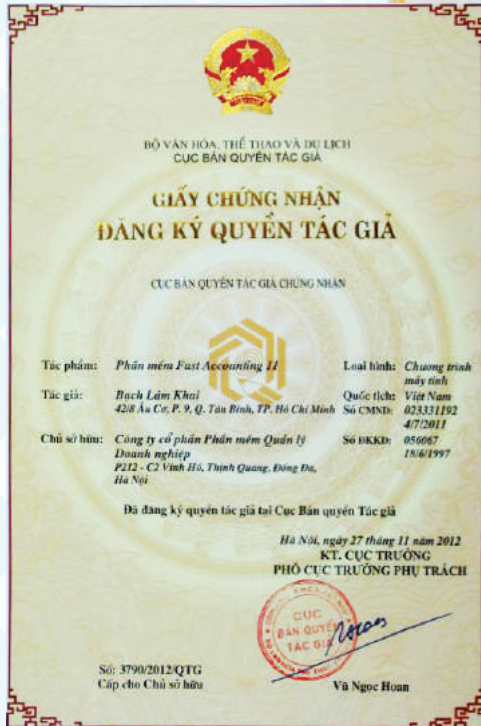 BỘ VĂN HÓA, THỂ THAO VÀ DU LỊCH
CỤC BẢN QUYỀN TÁC GIẢ
GIẤY CHỨNG NHẬN
ĐĂNG KÝ QUYỀN TÁC GIẢ
CỤC BẢN QUYỀN TÁC GIẢ CHỨNG NHẬN
Tác phẩm: Phần mềm Fast Accounting 11 Loại hình: Chương trình
máy tính
Tác giả: Bạch Lâm Khai Quốc tịch: Việt Nam
42/8 Âu Cơ, P. 9, Q. Tân Bình, TP. Hồ Chí Minh Số CMND: 023331192
4/7/2011
Chủ sở hữu: Công ty cổ phần Phần mềm Quản lý Số ĐKKD: 056067
Doanh nghiệp 18/6/1997
P212 - C2 Vĩnh Hồ, Thịnh Quang, Đống Đa,
Hà Nội
Đã đăng ký quyền tác giả tại Cục Bản quyền Tác giả
Hà Nội, ngày 27 tháng 11 năm 2012
KT. CỤC TRƯỞNG
PHÓ CỤC TRƯỞNG PHỤ TRÁCH
CỤC
BẢN QUYỀN
TÁC GIẢ
Số: 3790/2012/QTG
Cấp cho Chủ sở hữu Vũ Ngọc Hoan